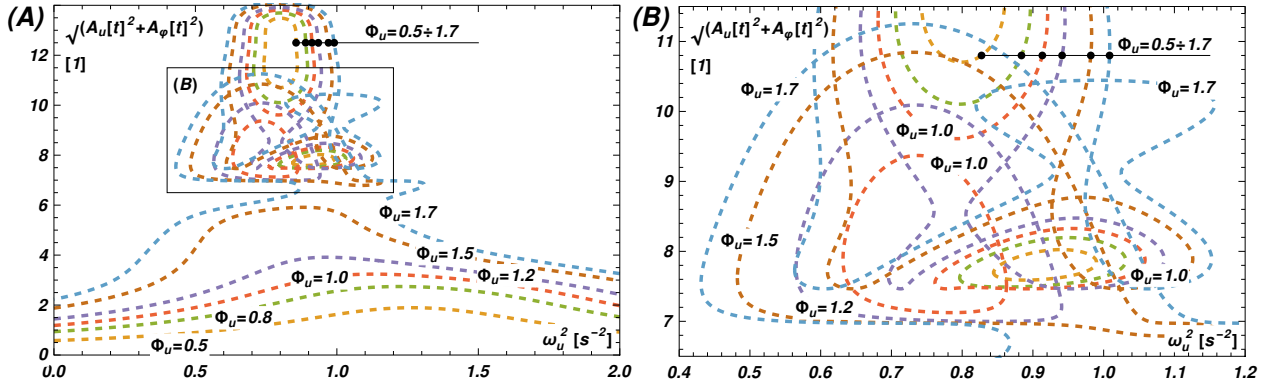 (A)
√(A_u[t]^2+A_φ[t]^2)
[1]
Φ_u=0.5÷1.7
(B)
Φ_u=1.7
Φ_u=1.5
Φ_u=1.0
Φ_u=1.2
Φ_u=0.8
Φ_u=0.5
ω_u^2 [s^-2]
0 2 4 6 8 10 12
0.0 0.5 1.0 1.5 2.0
(B)
√(A_u[t]^2+A_φ[t]^2)
[1]
Φ_u=0.5÷1.7
Φ_u=1.7
Φ_u=1.7
Φ_u=1.0
Φ_u=1.0
Φ_u=1.5
Φ_u=1.0
Φ_u=1.2
ω_u^2 [s^-2]
7 8 9 10 11
0.4 0.5 0.6 0.7 0.8 0.9 1.0 1.1 1.2